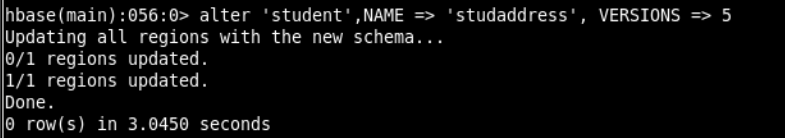 hbase(main):056:0> alter 'student',NAME => 'studaddress', VERSIONS => 5
Updating all regions with the new schema...
0/1 regions updated.
1/1 regions updated.
Done.
0 row(s) in 3.0450 seconds